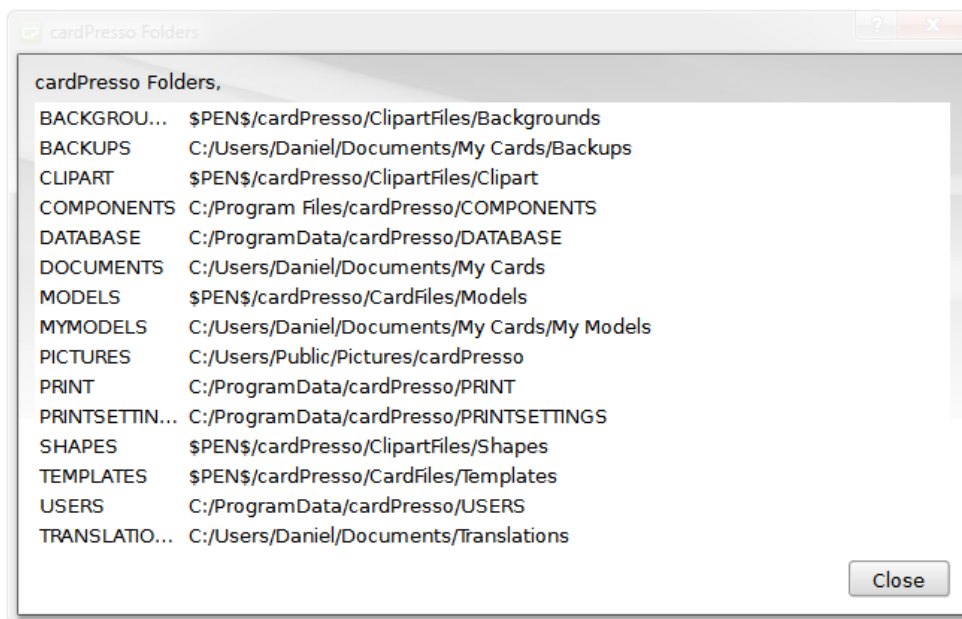 cardPresso Folders
cardPresso Folders,
BACKGROU... $PEN$/cardPresso/ClipartFiles/Backgrounds
BACKUPS C:/Users/Daniel/Documents/My Cards/Backups
CLIPART $PEN$/cardPresso/ClipartFiles/Clipart
COMPONENTS C:/Program Files/cardPresso/COMPONENTS
DATABASE C:/ProgramData/cardPresso/DATABASE
DOCUMENTS C:/Users/Daniel/Documents/My Cards
MODELS $PEN$/cardPresso/CardFiles/Models
MYMODELS C:/Users/Daniel/Documents/My Cards/My Models
PICTURES C:/Users/Public/Pictures/cardPresso
PRINT C:/ProgramData/cardPresso/PRINT
PRINTSETTIN... C:/ProgramData/cardPresso/PRINTSETTINGS
SHAPES $PEN$/cardPresso/ClipartFiles/Shapes
TEMPLATES $PEN$/cardPresso/CardFiles/Templates
USERS C:/ProgramData/cardPresso/USERS
TRANSLATIO... C:/Users/Daniel/Documents/Translations
Close